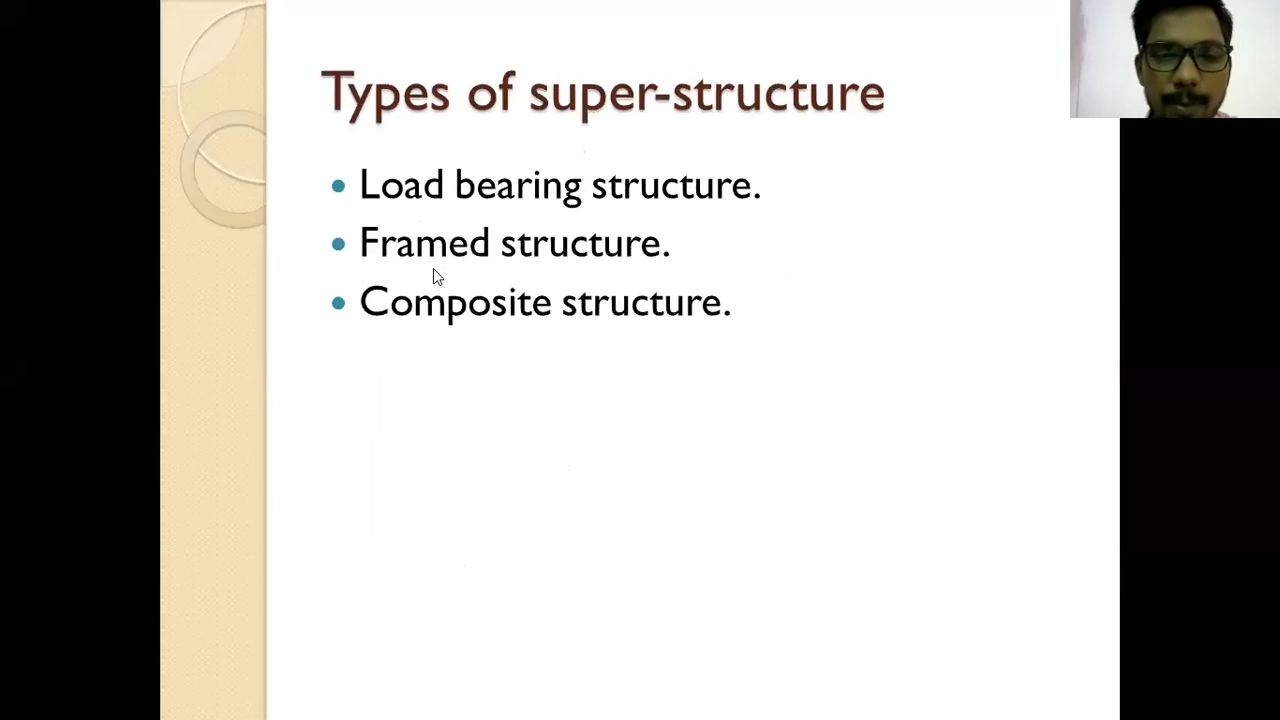 Types of super-structure
Load bearing structure.
Framed structure.
Composite structure.